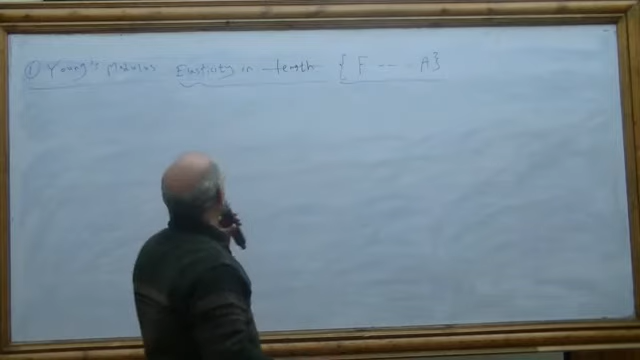 ① Young's Modulus Elasticity in length { F --- A }